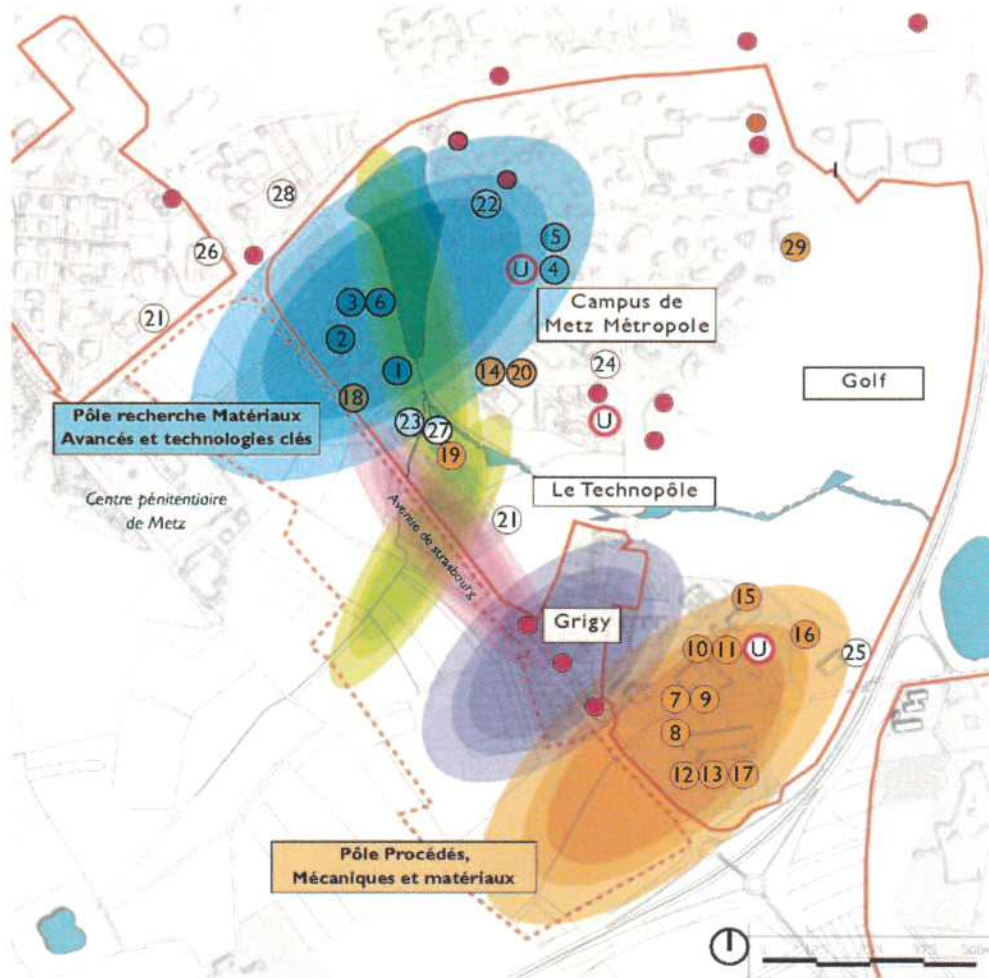 28
22
26
5
U
4
29
3
6
21
2
Campus de
Metz Métropole
1
14
20
24
Golf
18
Pôle recherche Matériaux
Avancés et technologies clés
23
27
U
19
Centre pénitentiaire
de Metz
Le Technopôle
21
Avenue de strasbourg
15
Grigy
16
10
11
U
25
7
9
8
12
13
17
Pôle Procédés,
Mécaniques et matériaux